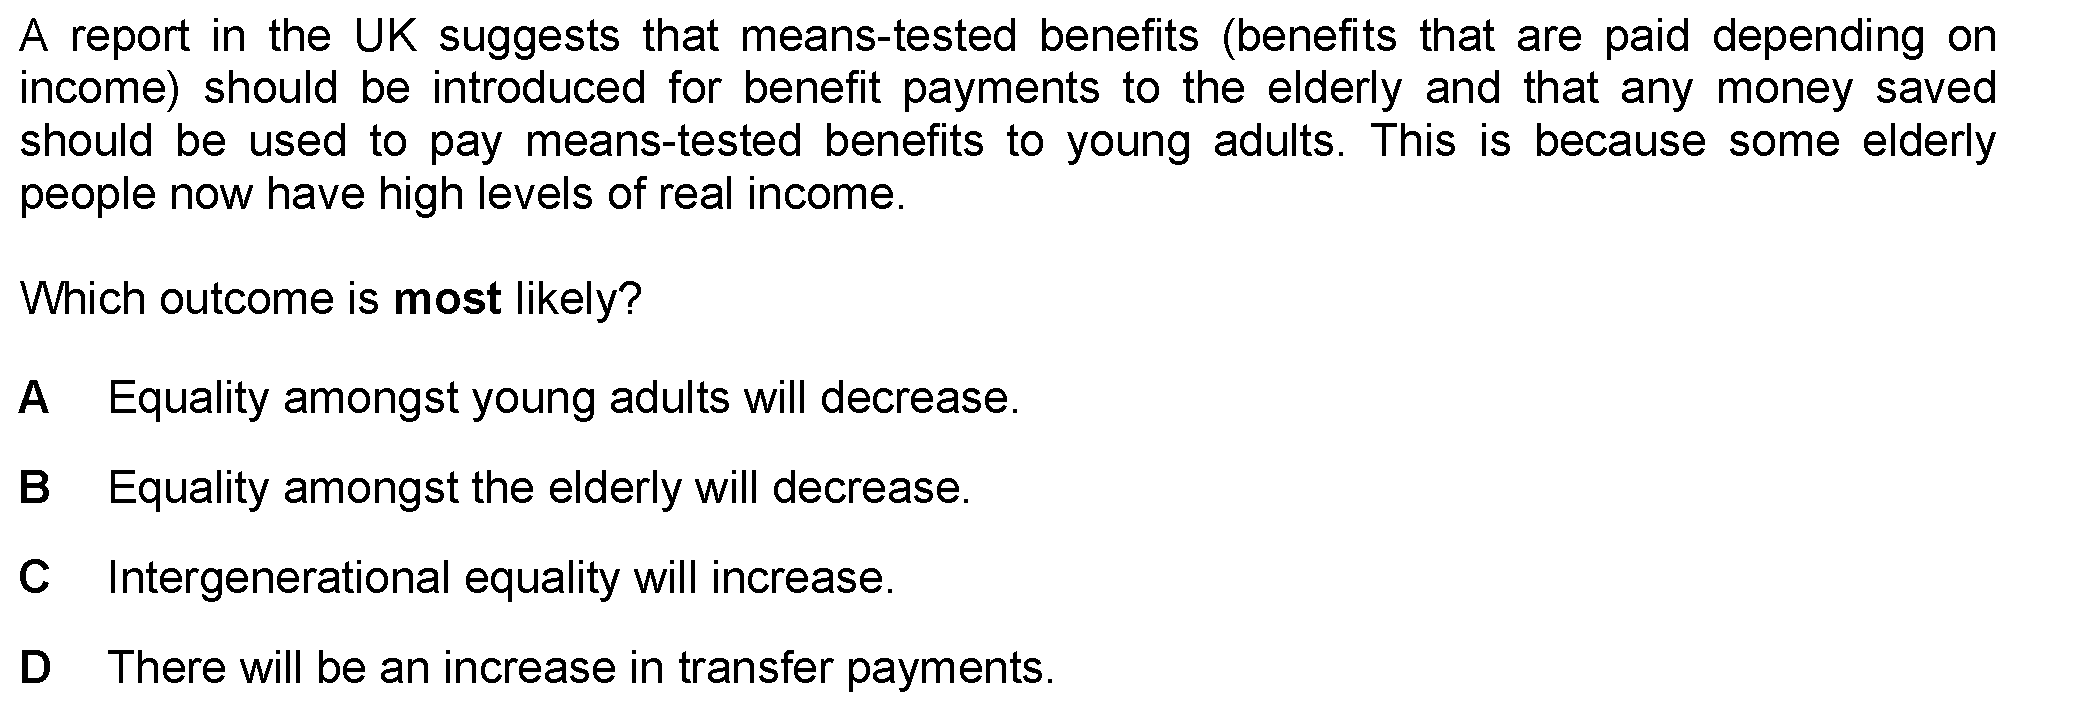 A report in the UK suggests that means-tested benefits (benefits that are paid depending on
income) should be introduced for benefit payments to the elderly and that any money saved
should be used to pay means-tested benefits to young adults. This is because some elderly
people now have high levels of real income.
Which outcome is most likely?
A Equality amongst young adults will decrease.
B Equality amongst the elderly will decrease.
C Intergenerational equality will increase.
D There will be an increase in transfer payments.